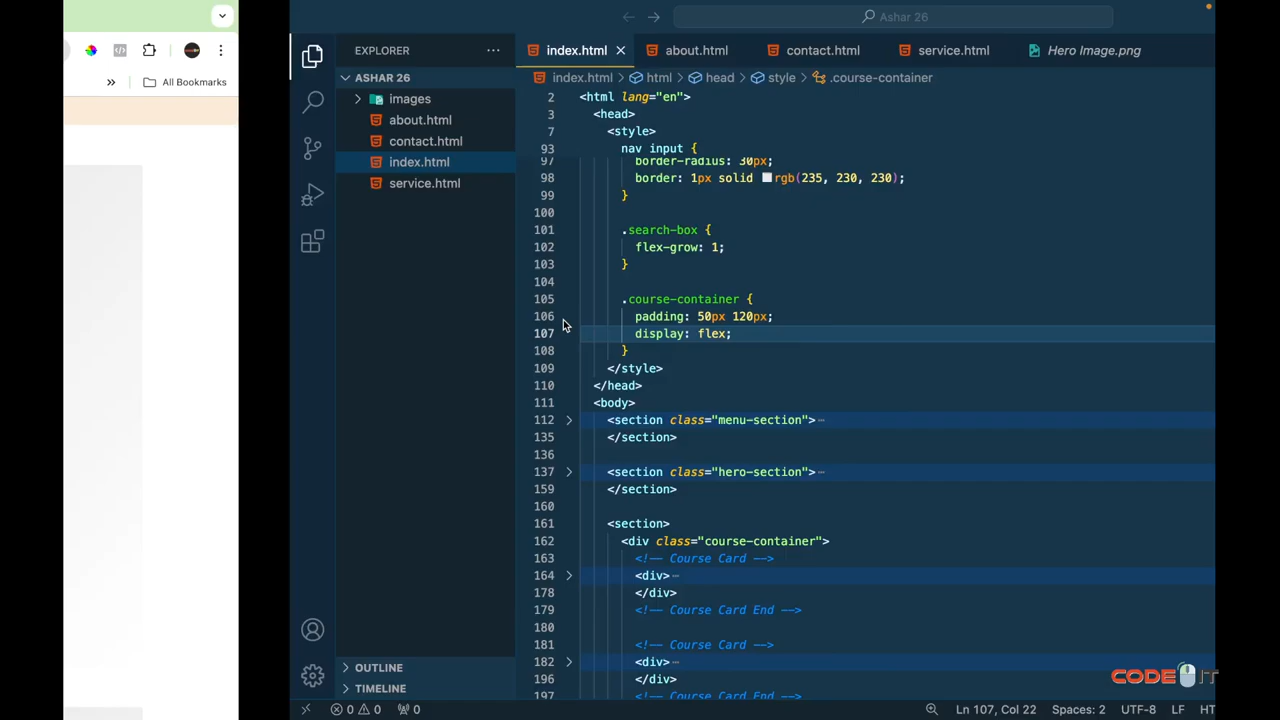 All Bookmarks
Ashar 26
EXPLORER
index.html
about.html
contact.html
service.html
Hero Image.png
ASHAR 26
index.html
html
head
style
.course-container
images
about.html
contact.html
index.html
service.html
OUTLINE
TIMELINE
2 <html lang="en">
3 <head>
7 <style>
93 nav input {
97 border-radius: 30px;
98 border: 1px solid rgb(235, 230, 230);
99 }
100
101 .search-box {
102 flex-grow: 1;
103 }
104
105 .course-container {
106 padding: 50px 120px;
107 display: flex;
108 }
109 </style>
110 </head>
111 <body>
112 <section class="menu-section">
135 </section>
136
137 <section class="hero-section">
159 </section>
160
161 <section>
162 <div class="course-container">
163 <!-- Course Card -->
164 <div>
178 </div>
179 <!-- Course Card End -->
180
181 <!-- Course Card -->
182 <div>
196 </div>
197 <!-- Course Card End -->
CODE IT
0 0 0
Ln 107, Col 22
Spaces: 2
UTF-8
LF
HT